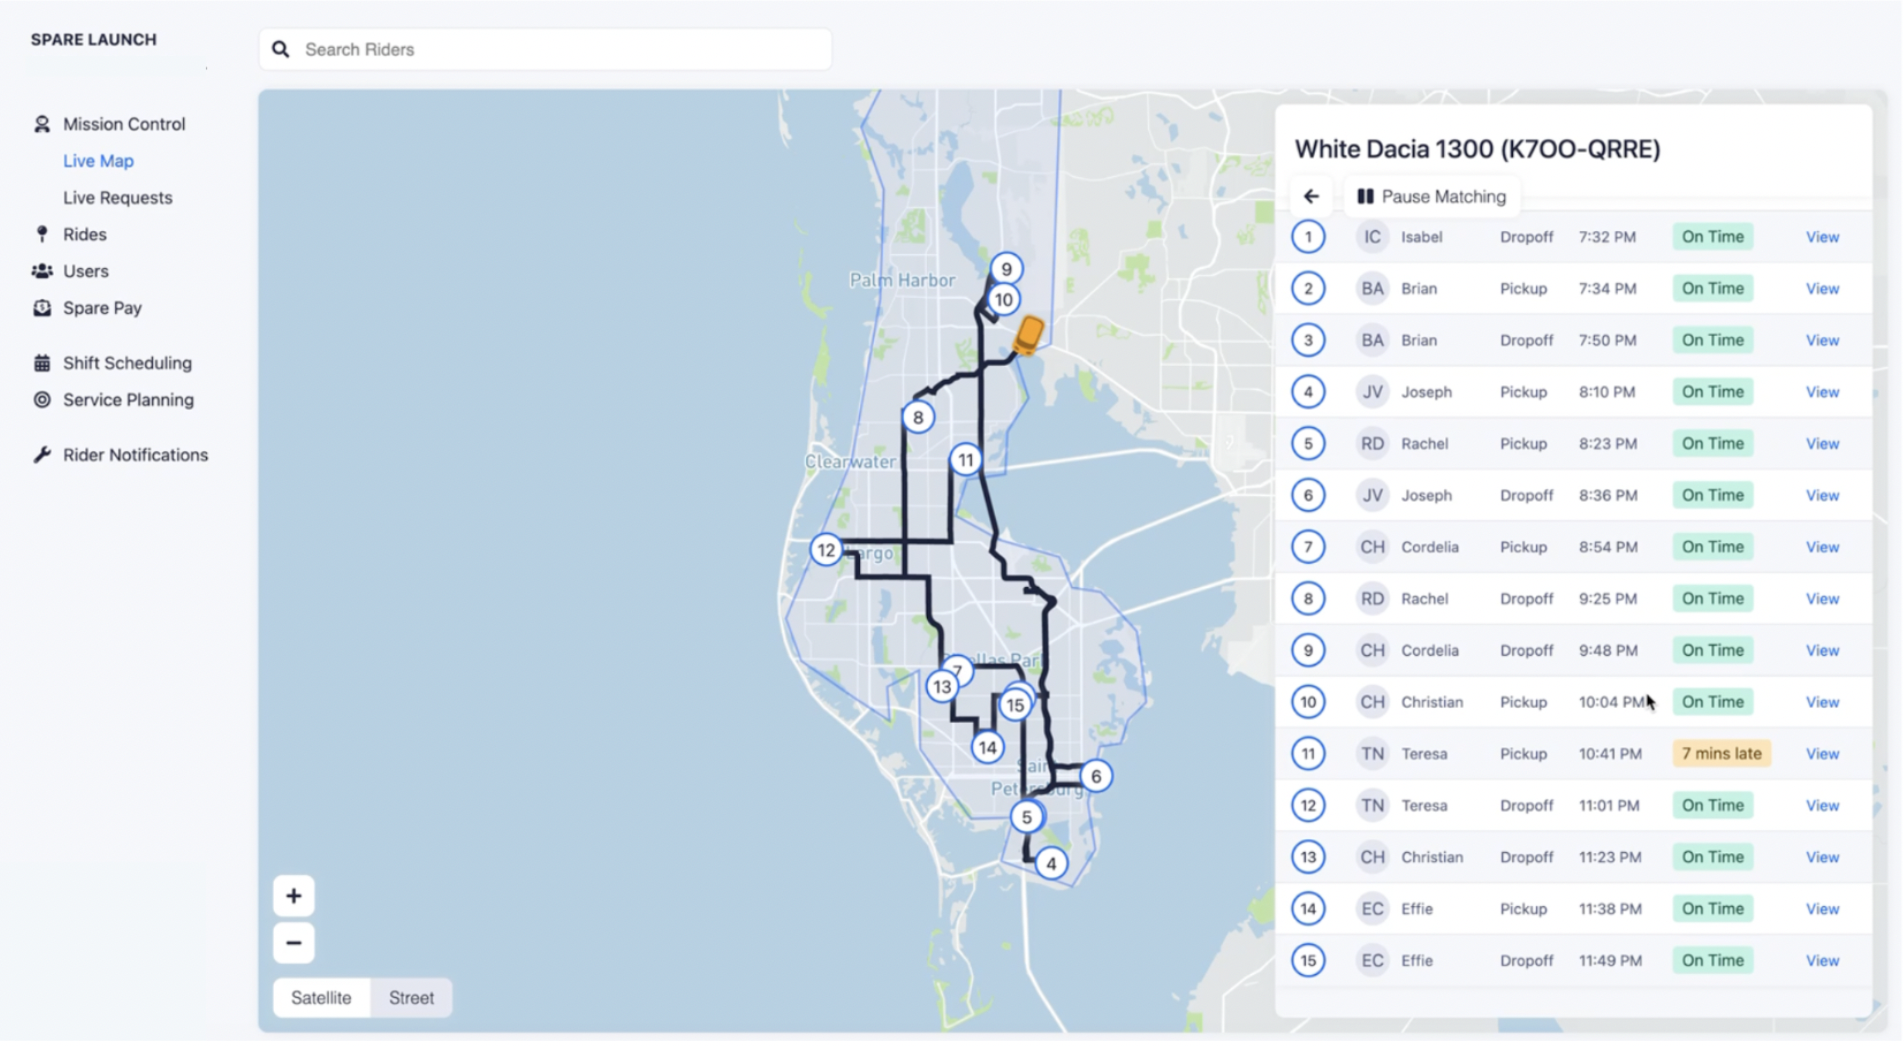 SPARE LAUNCH
Search Riders
Mission Control
Live Map
Live Requests
Rides
Users
Spare Pay
Shift Scheduling
Service Planning
Rider Notifications
Palm Harbor
Clearwater
9
10
8
11
12
7
13
15
14
6
5
4
Satellite
Street
White Dacia 1300 (K7OO-QRRE)
Pause Matching
1 IC Isabel Dropoff 7:32 PM On Time View
2 BA Brian Pickup 7:34 PM On Time View
3 BA Brian Dropoff 7:50 PM On Time View
4 JV Joseph Pickup 8:10 PM On Time View
5 RD Rachel Pickup 8:23 PM On Time View
6 JV Joseph Dropoff 8:36 PM On Time View
7 CH Cordelia Pickup 8:54 PM On Time View
8 RD Rachel Dropoff 9:25 PM On Time View
9 CH Cordelia Dropoff 9:48 PM On Time View
10 CH Christian Pickup 10:04 PM On Time View
11 TN Teresa Pickup 10:41 PM 7 mins late View
12 TN Teresa Dropoff 11:01 PM On Time View
13 CH Christian Dropoff 11:23 PM On Time View
14 EC Effie Pickup 11:38 PM On Time View
15 EC Effie Dropoff 11:49 PM On Time View